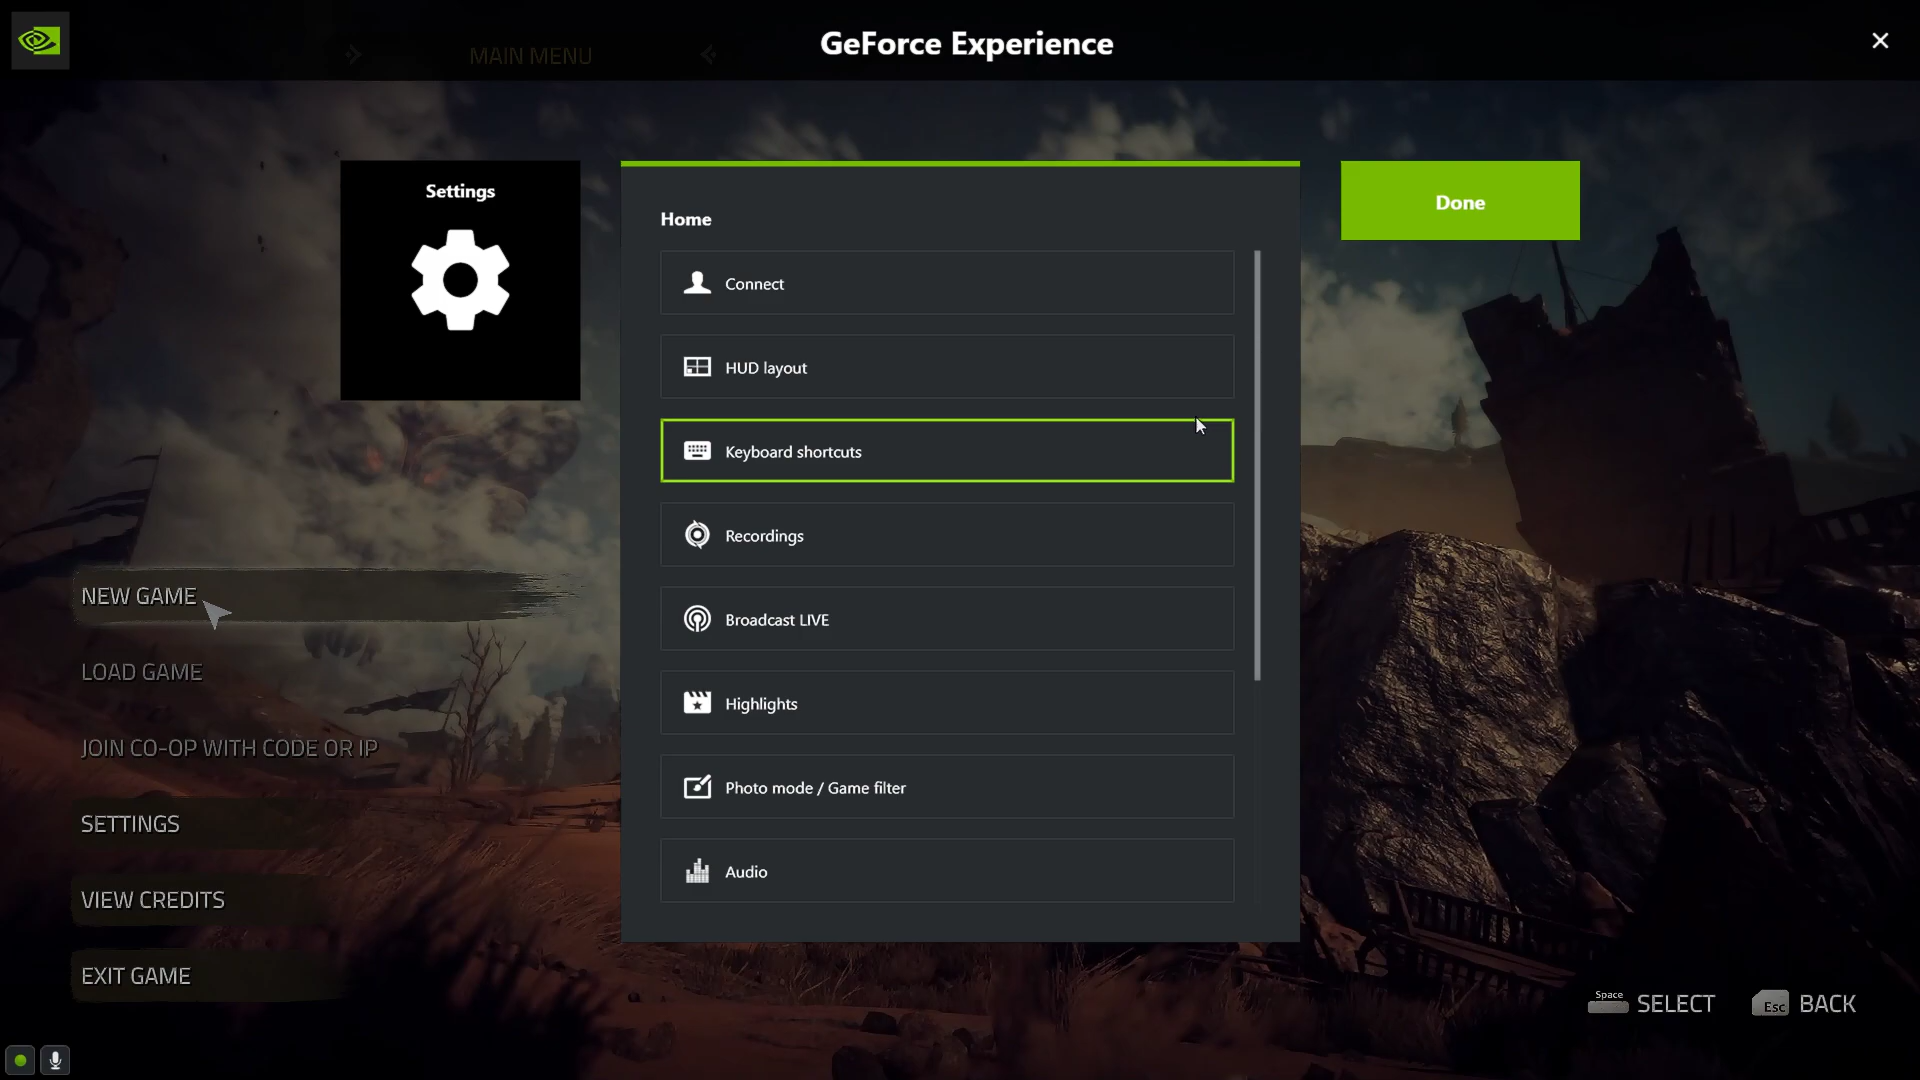 MAIN MENU
GeForce Experience
Settings
Done
Home
Connect
HUD layout
Keyboard shortcuts
Recordings
Broadcast LIVE
Highlights
Photo mode / Game filter
Audio
NEW GAME
LOAD GAME
JOIN CO-OP WITH CODE OR IP
SETTINGS
VIEW CREDITS
EXIT GAME
Space SELECT
Esc BACK